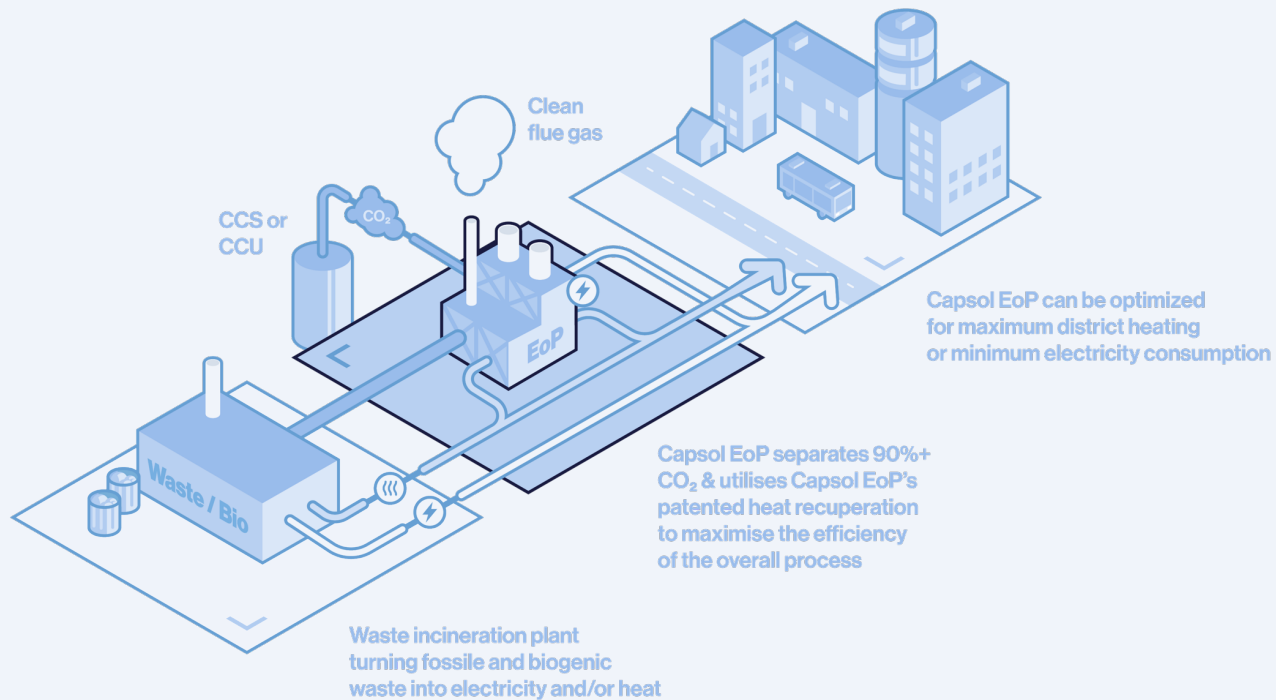 Clean
flue gas
CCS or
CCU
CO₂
EoP
Capsol EoP can be optimized
for maximum district heating
or minimum electricity consumption
Waste / Bio
Capsol EoP separates 90%+
CO₂ & utilises Capsol EoP's
patented heat recuperation
to maximise the efficiency
of the overall process
Waste incineration plant
turning fossile and biogenic
waste into electricity and/or heat